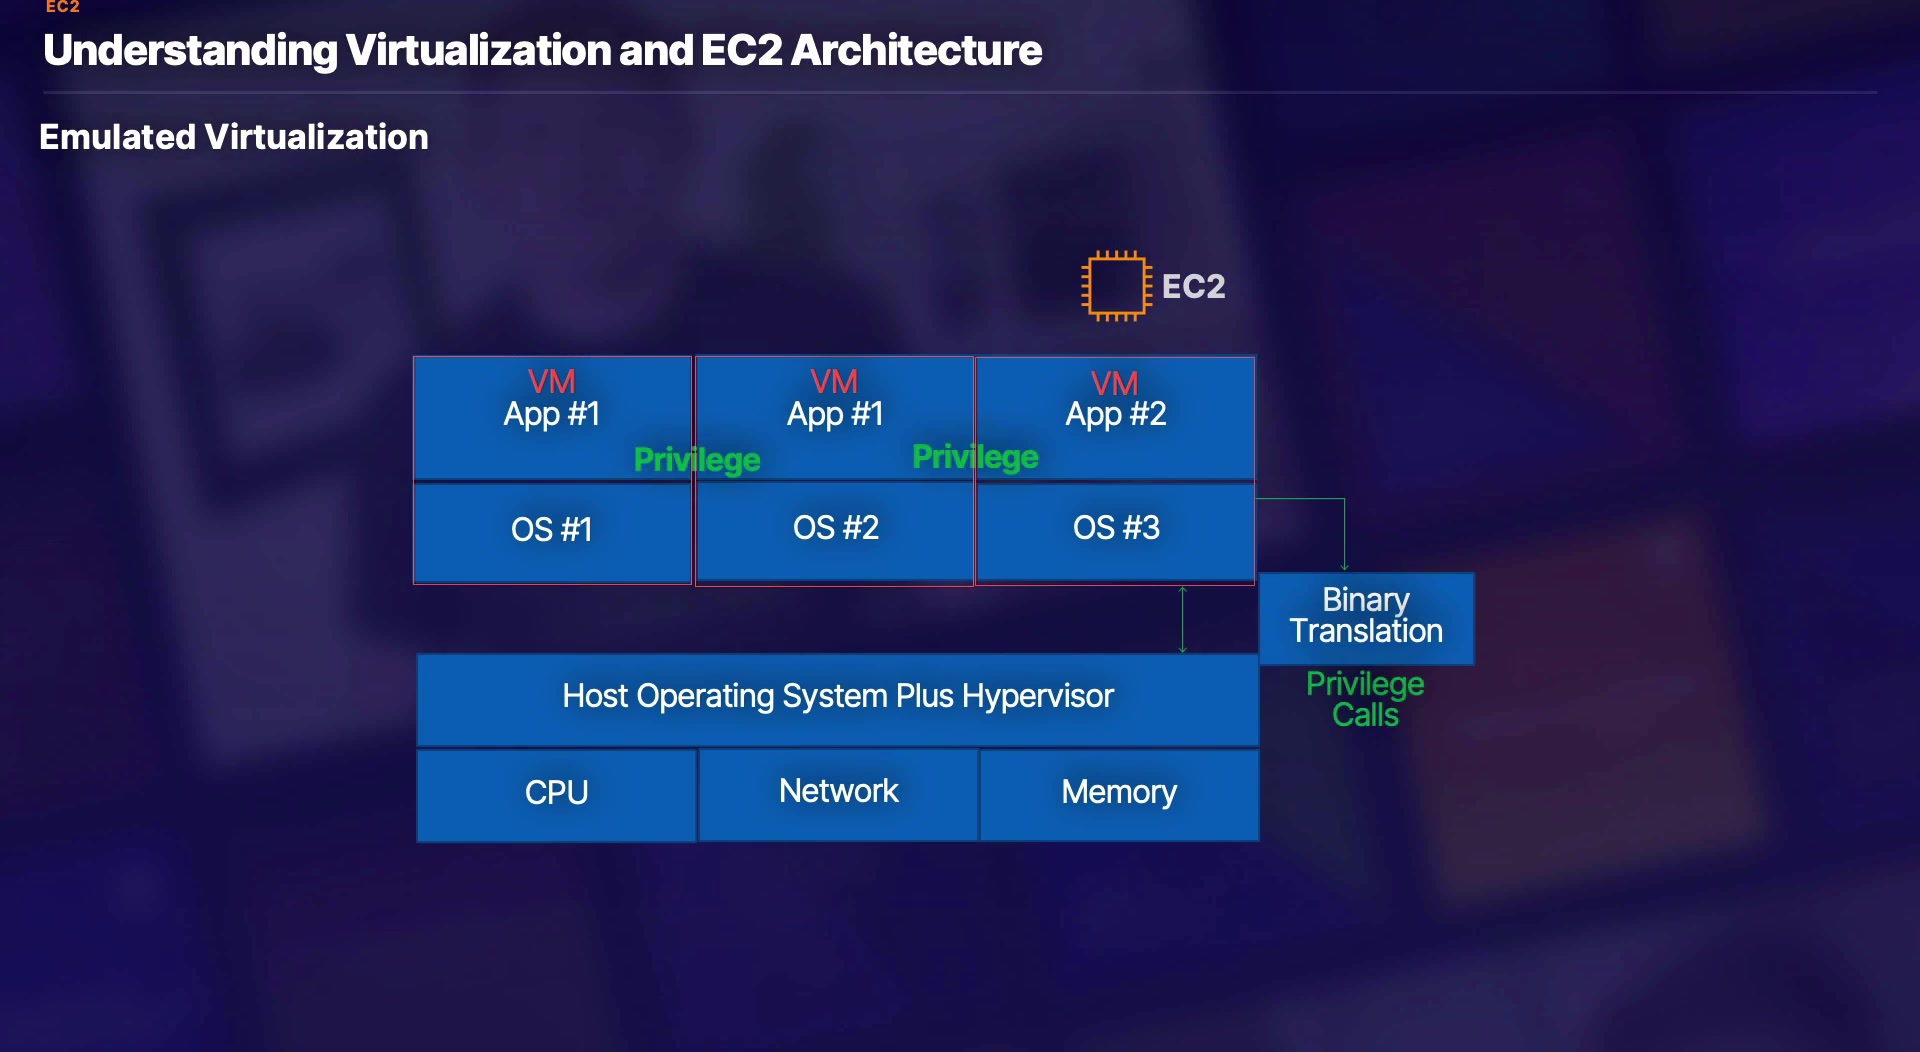 EC2
Understanding Virtualization and EC2 Architecture
Emulated Virtualization
EC2
VM
App #1
VM
App #1
VM
App #2
Privilege
Privilege
OS #1
OS #2
OS #3
Binary
Translation
Privilege
Calls
Host Operating System Plus Hypervisor
CPU
Network
Memory